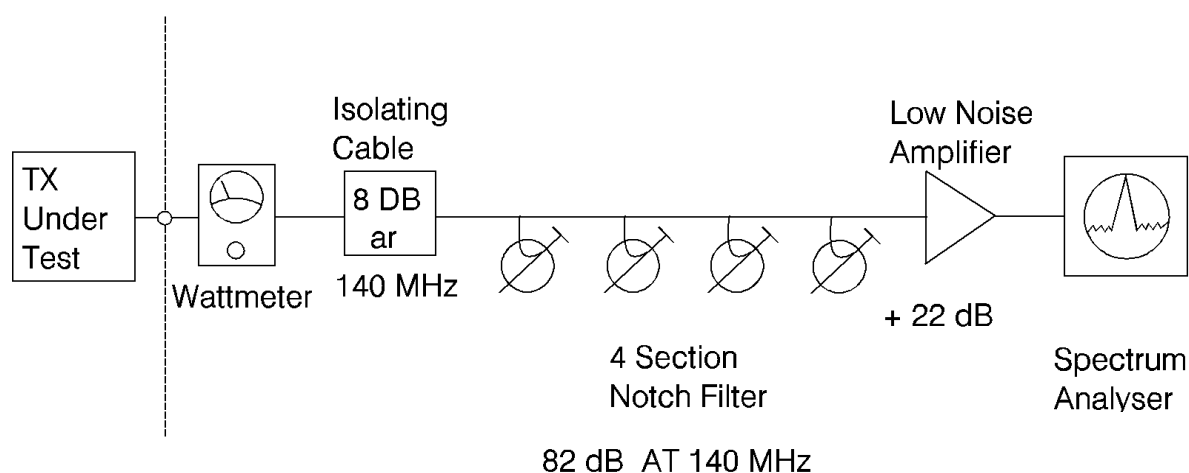 TX
Under
Test
Wattmeter
Isolating
Cable
8 DB
ar
140 MHz
4 Section
Notch Filter
82 dB AT 140 MHz
Low Noise
Amplifier
+ 22 dB
Spectrum
Analyser